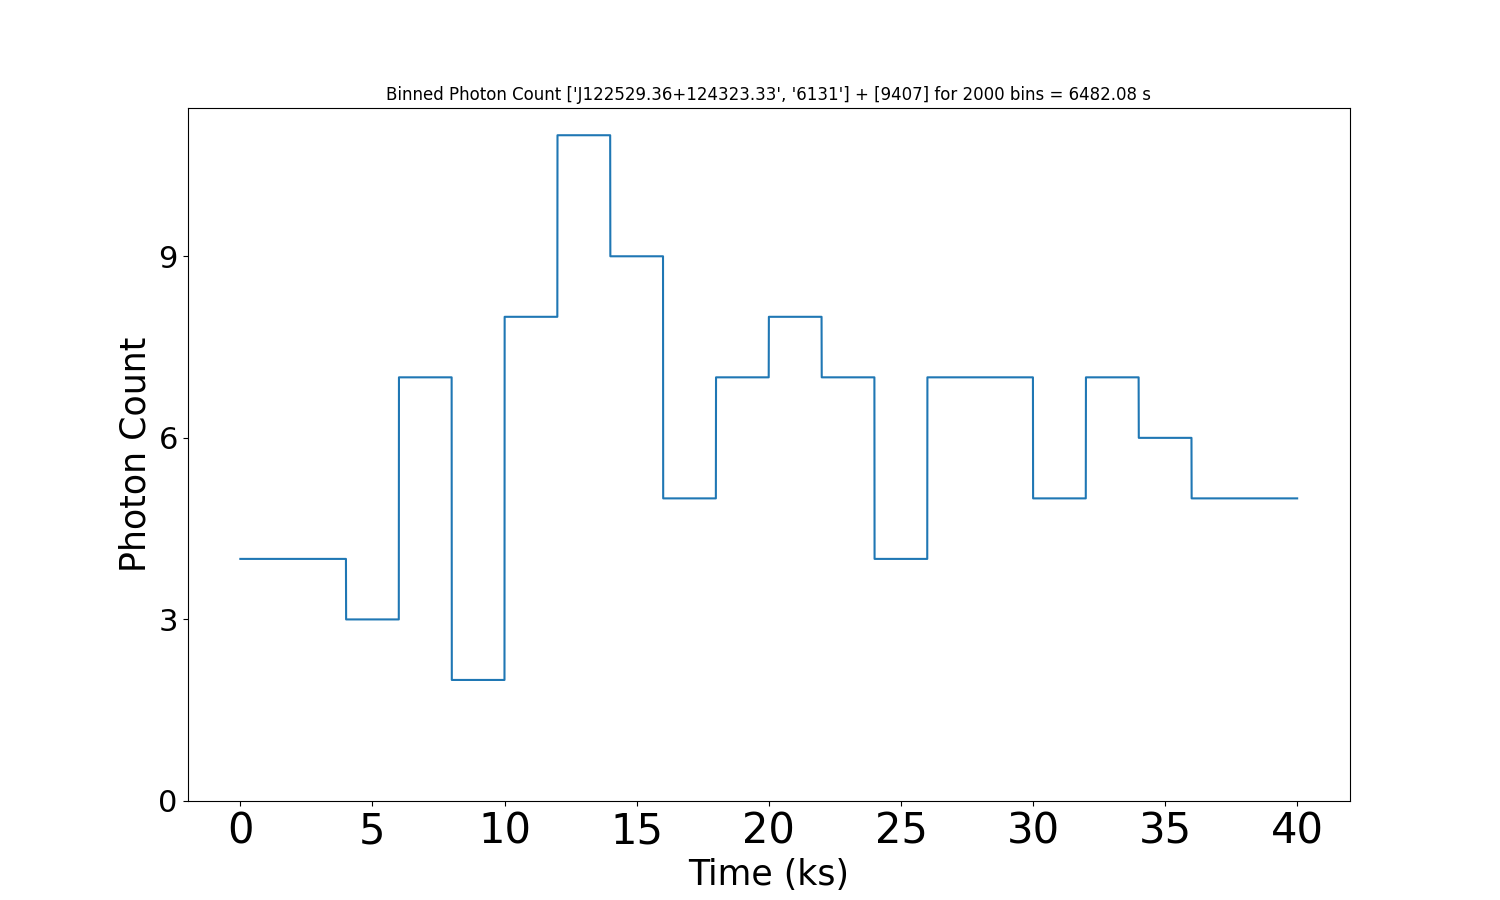 Binned Photon Count ['J122529.36+124323.33', '6131'] + [9407] for 2000 bins = 6482.08 s
9
6
3
0
Photon Count
0 5 10 15 20 25 30 35 40
Time (ks)